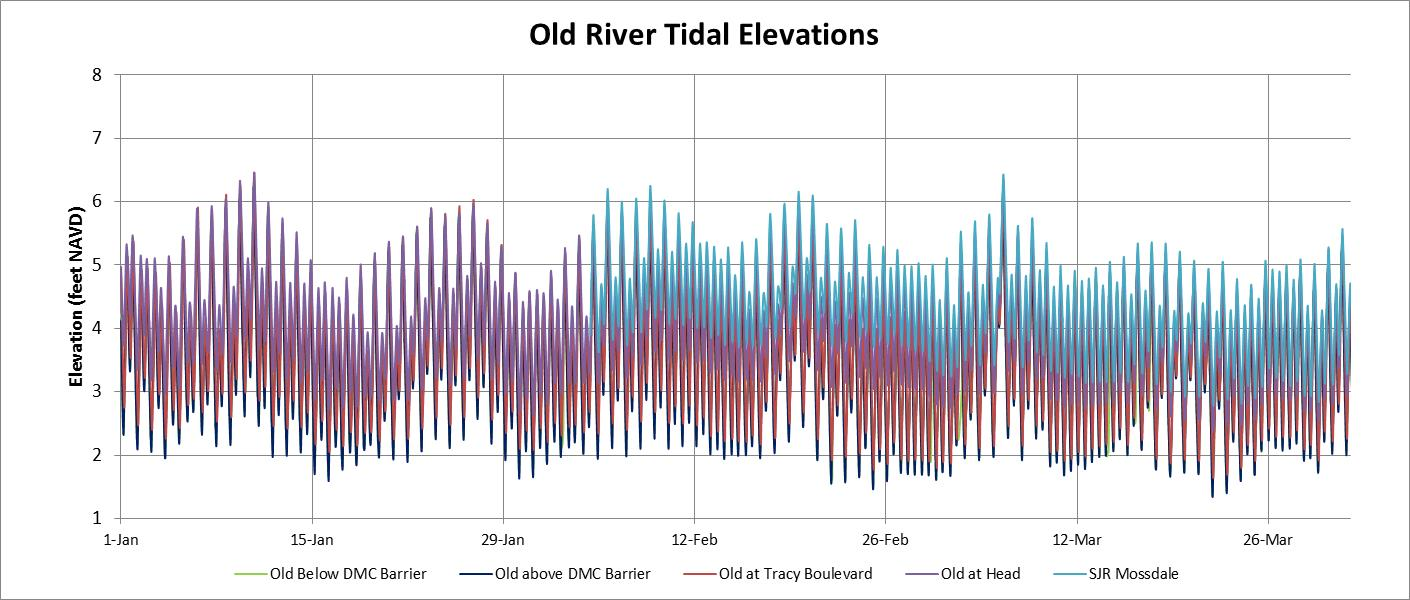 Old River Tidal Elevations
Elevation (feet NAVD)
8
7
6
5
4
3
2
1
1-Jan 15-Jan 29-Jan 12-Feb 26-Feb 12-Mar 26-Mar
Old Below DMC Barrier Old above DMC Barrier Old at Tracy Boulevard Old at Head SJR Mossdale